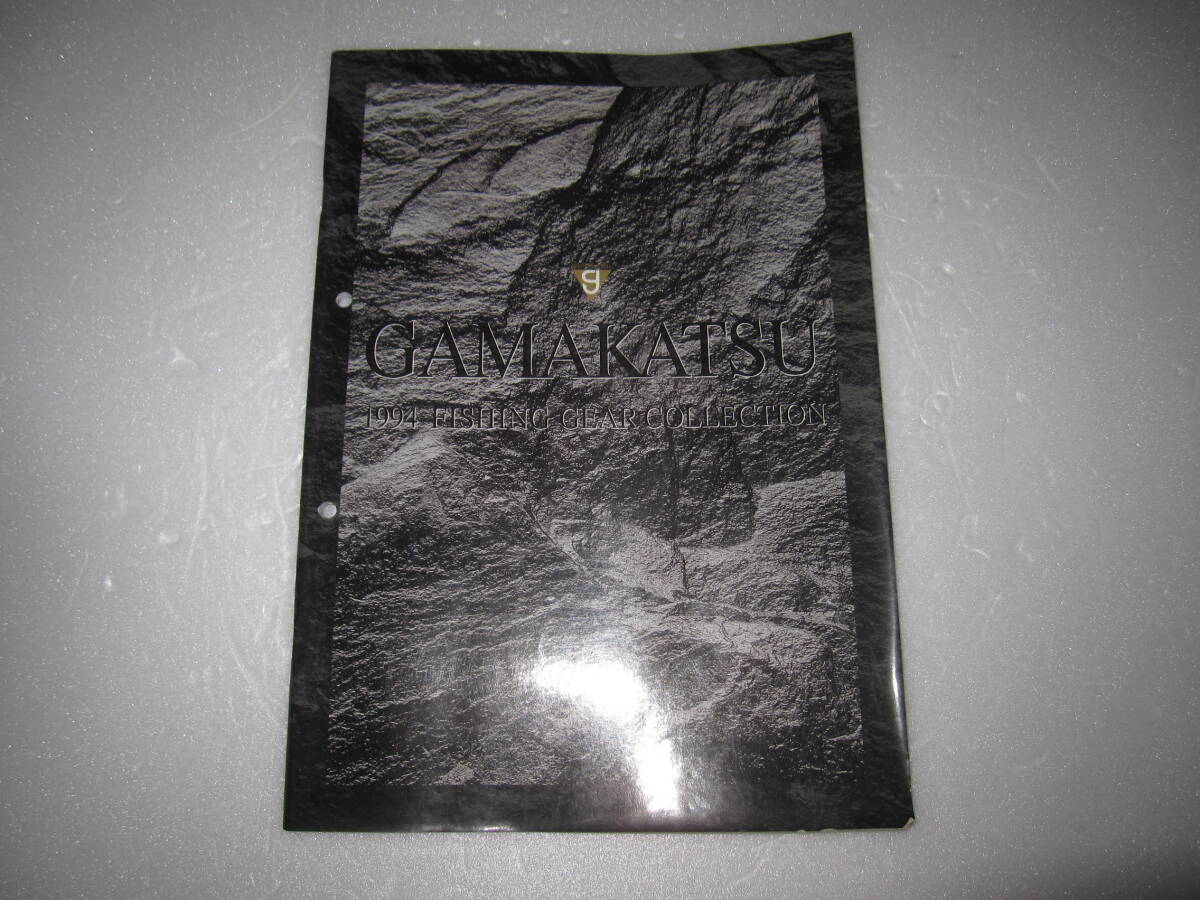 g
GAMAKATSU
1994 FISHING GEAR COLLECTION